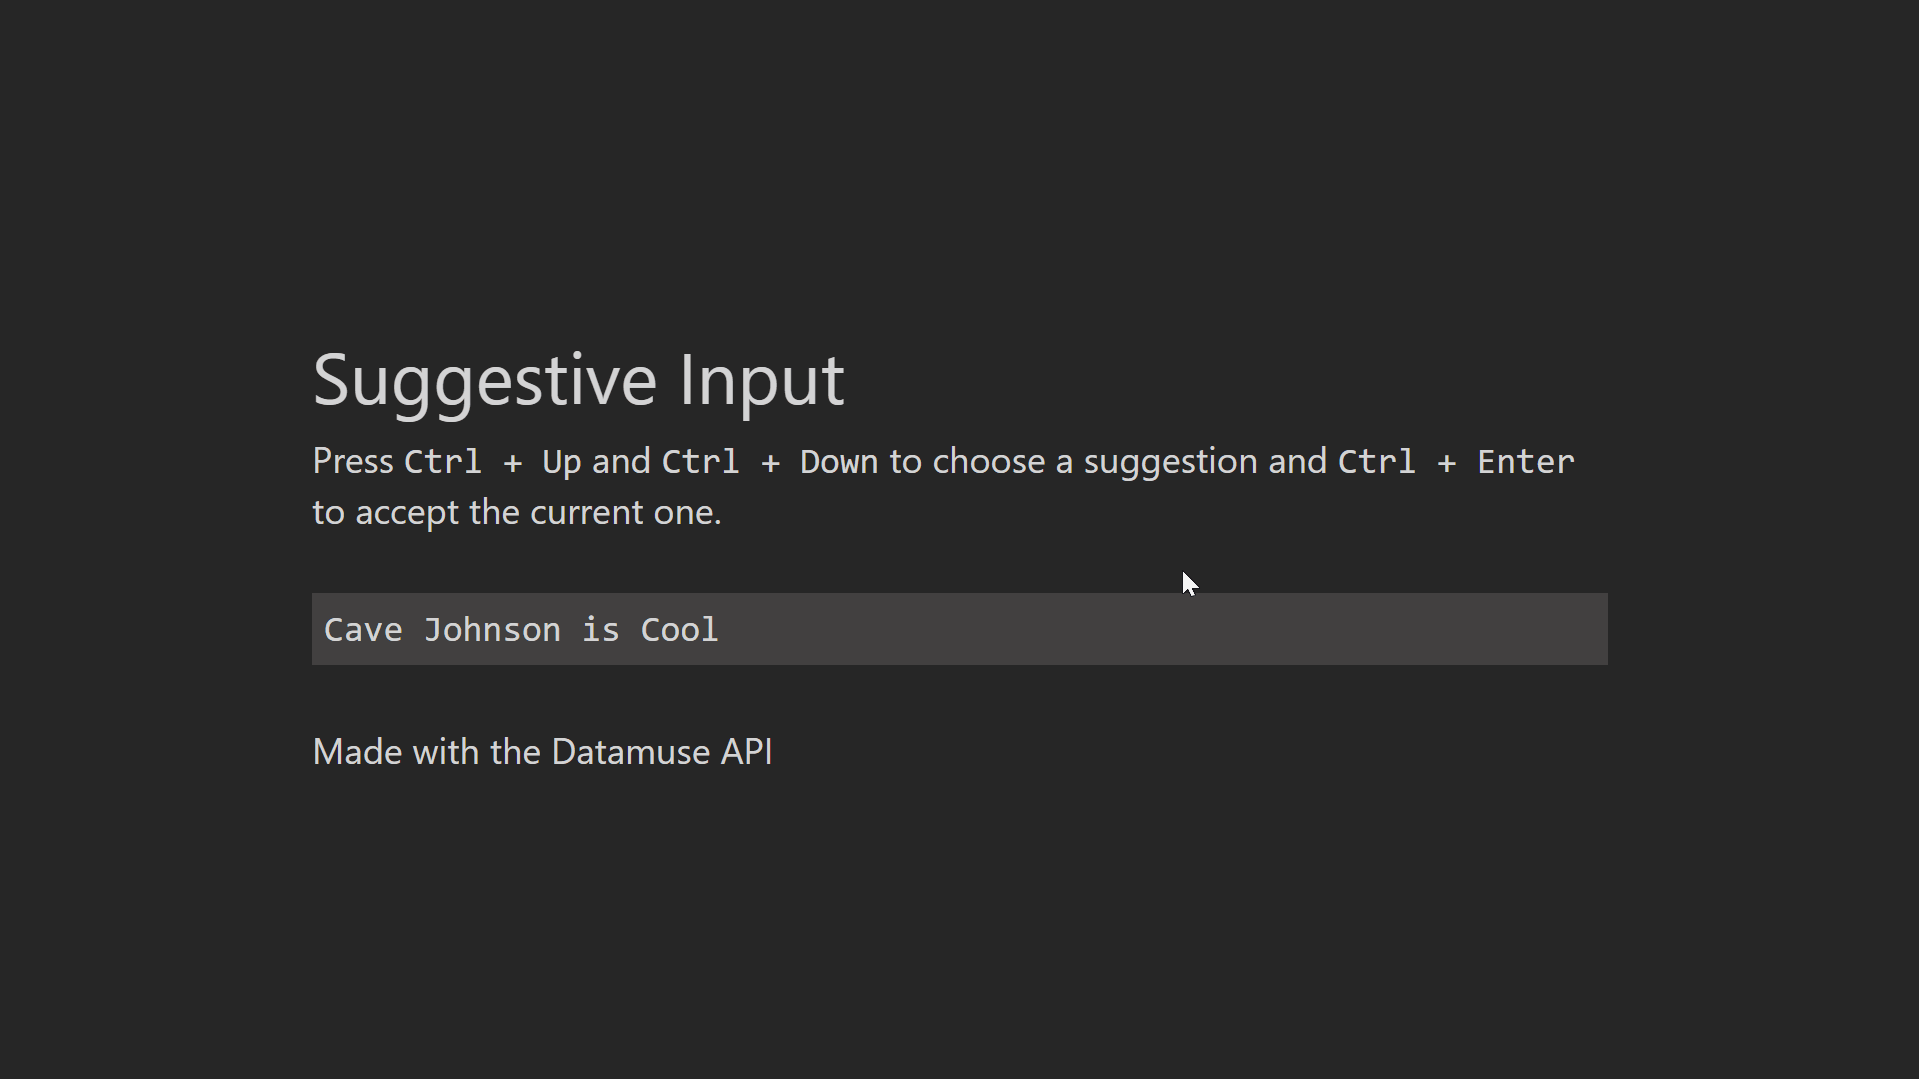 Suggestive Input
Press Ctrl + Up and Ctrl + Down to choose a suggestion and Ctrl + Enter
to accept the current one.
Cave Johnson is Cool
Made with the Datamuse API